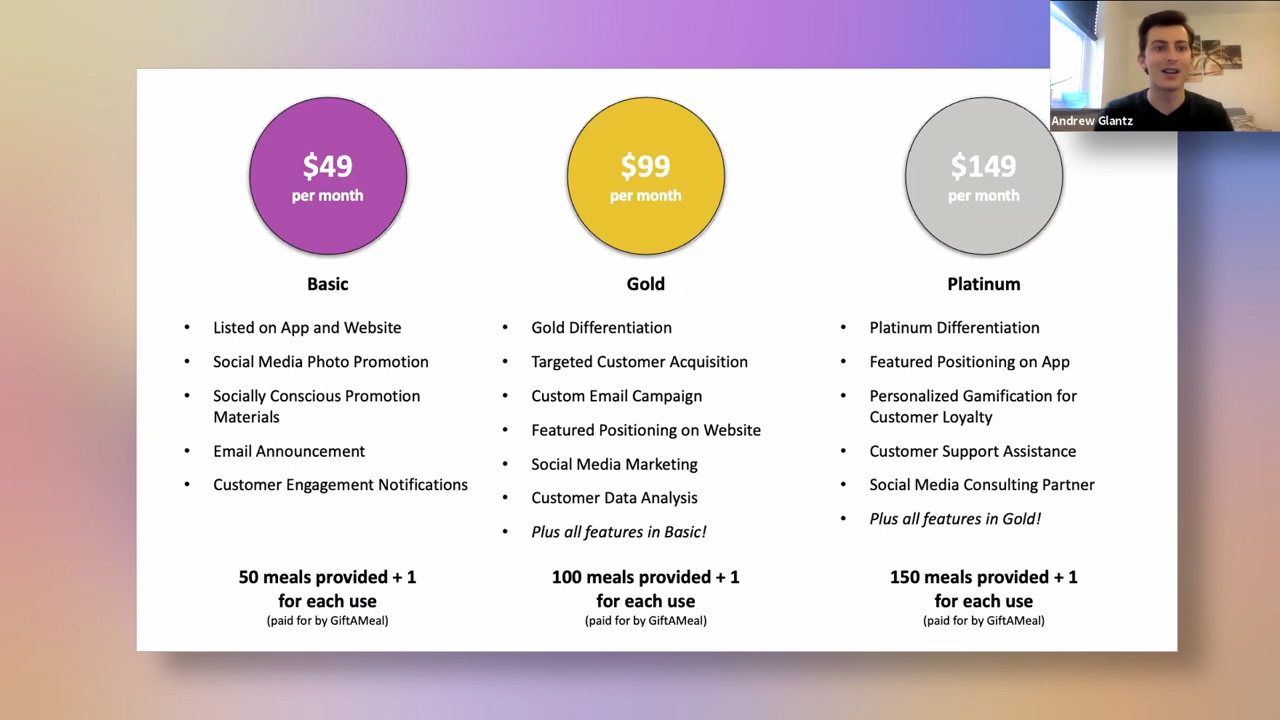 Andrew Glantz
$49
per month
Basic
• Listed on App and Website
• Social Media Photo Promotion
• Socially Conscious Promotion
Materials
• Email Announcement
• Customer Engagement Notifications
50 meals provided + 1
for each use
(paid for by GiftAMeal)
$99
per month
Gold
• Gold Differentiation
• Targeted Customer Acquisition
• Custom Email Campaign
• Featured Positioning on Website
• Social Media Marketing
• Customer Data Analysis
• Plus all features in Basic!
100 meals provided + 1
for each use
(paid for by GiftAMeal)
$149
per month
Platinum
• Platinum Differentiation
• Featured Positioning on App
• Personalized Gamification for
Customer Loyalty
• Customer Support Assistance
• Social Media Consulting Partner
• Plus all features in Gold!
150 meals provided + 1
for each use
(paid for by GiftAMeal)